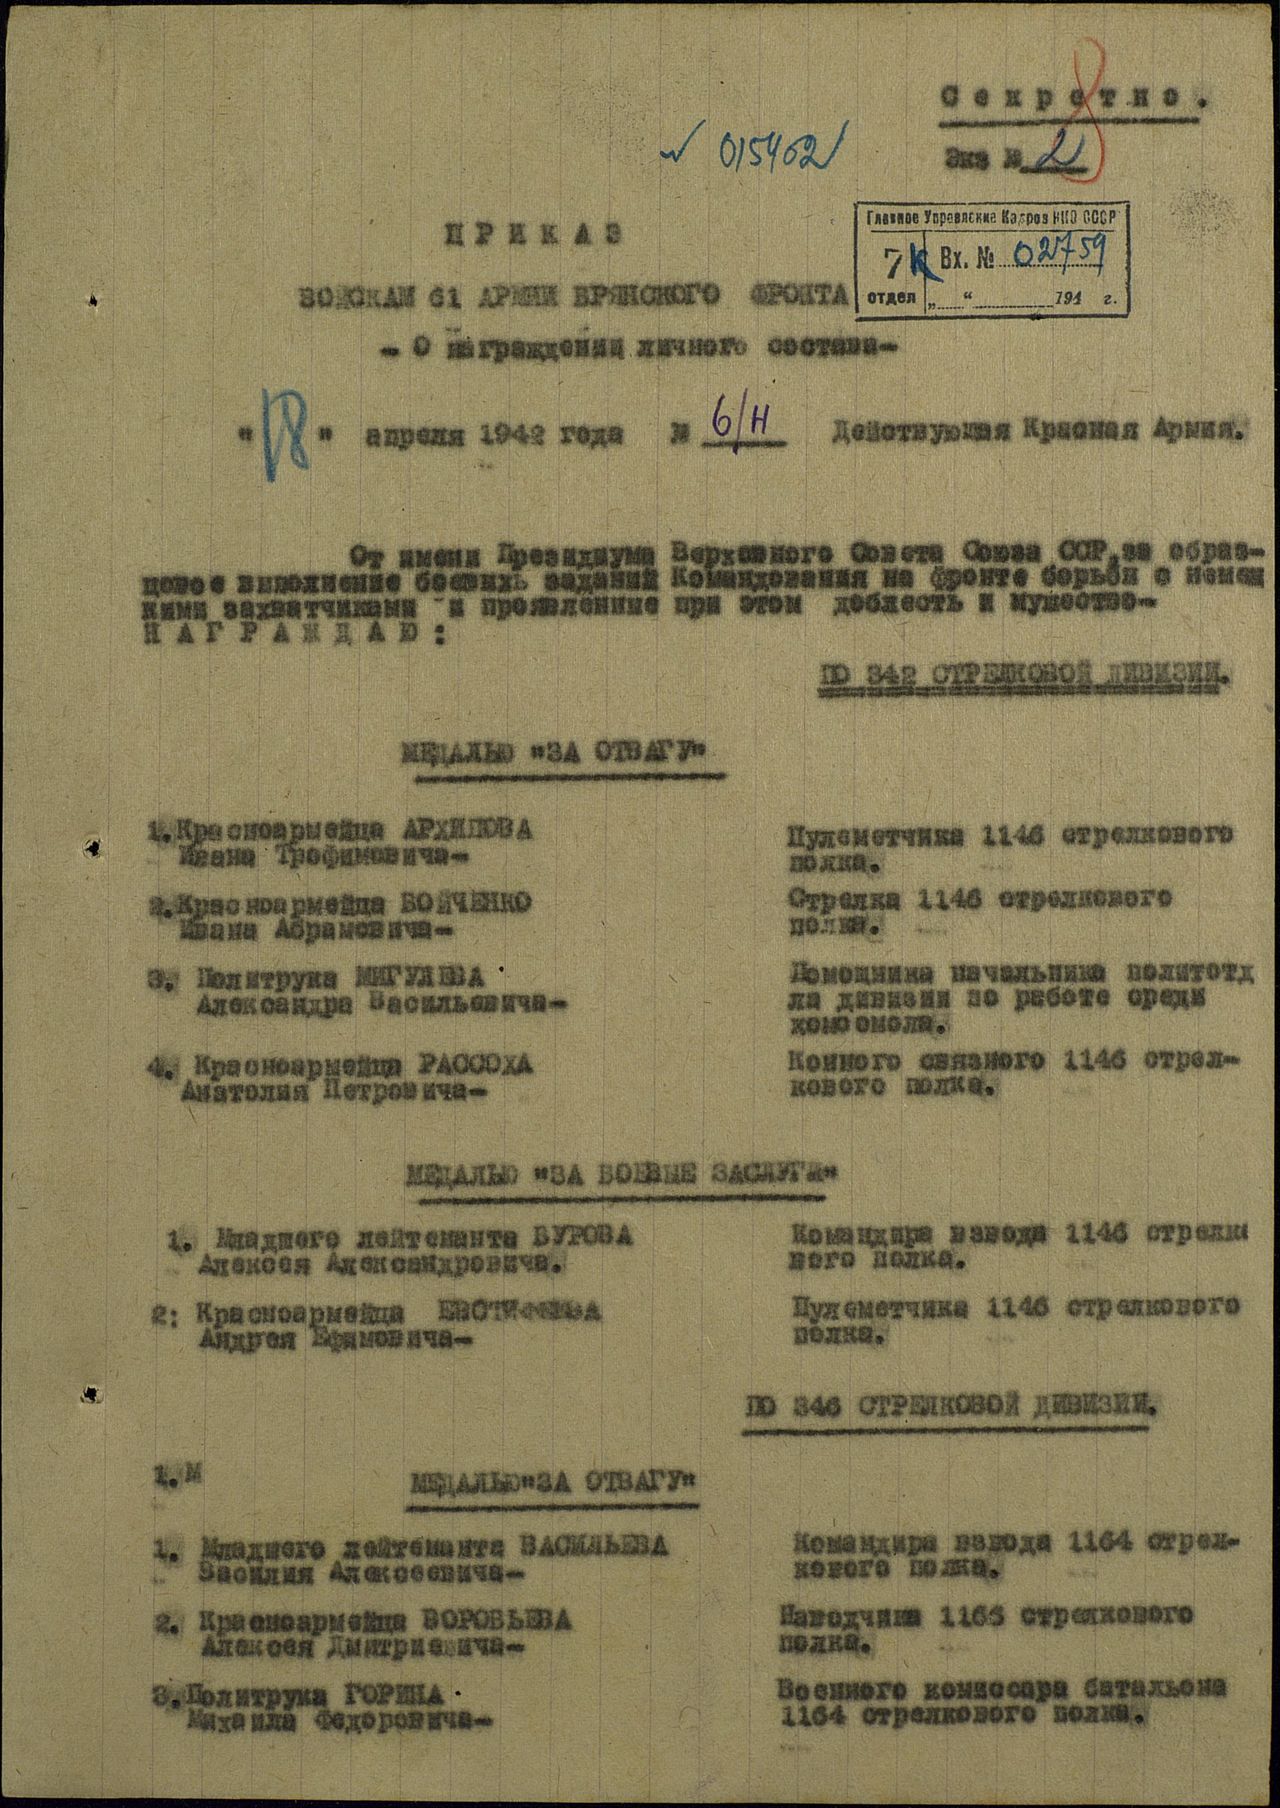 Секретно.
✓ 015402
Экз № 2
8
Главное Управление Кадров НКО СССР
7к отдел Вх. № 02759
„ “ 194 г.
ПРИКАЗ
ВОЙСКАМ 61 АРМИИ БРЯНСКОГО ФРОНТА
- О награждении личного состава-
"18" апреля 1942 года № б/н Действующая Красная Армия.
От имени Президиума Верховного Совета Союза ССР, за образ-
цовое выполнение боевых заданий Командования на фронте борьбы с немец
кими захватчиками и проявленные при этом доблесть и мужество-
НАГРАЖДАЮ:
ПО 342 СТРЕЛКОВОЙ ДИВИЗИИ.
МЕДАЛЬЮ "ЗА ОТВАГУ"
1. Красноармейца АРХИПОВА Пулеметчика 1146 стрелкового
Ивана Трофимовича- полка.
2. Красноармейца БОЙЧЕНКО Стрелка 1146 стрелкового
Ивана Абрамовича- полка.
3. Политрука МИГУЛЕВА Помощника начальника политотд
Александра Васильевича- ла дивизии по работе среди
комсомола.
4. Красноармейца РАССОХА Конного связного 1146 стрел-
Анатолия Петровича- кового полка.
МЕДАЛЬЮ "ЗА БОЕВЫЕ ЗАСЛУГИ"
1. Младшего лейтенанта БУРОВА Командира взвода 1146 стрелко
Алексея Александровича. вого полка.
2: Красноармейца Пулеметчика 1146 стрелкового
Андрея Ефимовича- полка.
ПО 346 СТРЕЛКОВОЙ ДИВИЗИИ.
1. М
МЕДАЛЬЮ "ЗА ОТВАГУ"
1. Младшего лейтенанта ВАСИЛЬЕВА Командира взвода 1164 стрел-
Василия Алексеевича- кового полка.
2. Красноармейца ВОРОБЬЕВА Наводчика 1166 стрелкового
Алексея Дмитриевича- полка.
3. Политрука ГОРИНА Военного комиссара батальона
Михаила Федоровича- 1164 стрелкового полка.